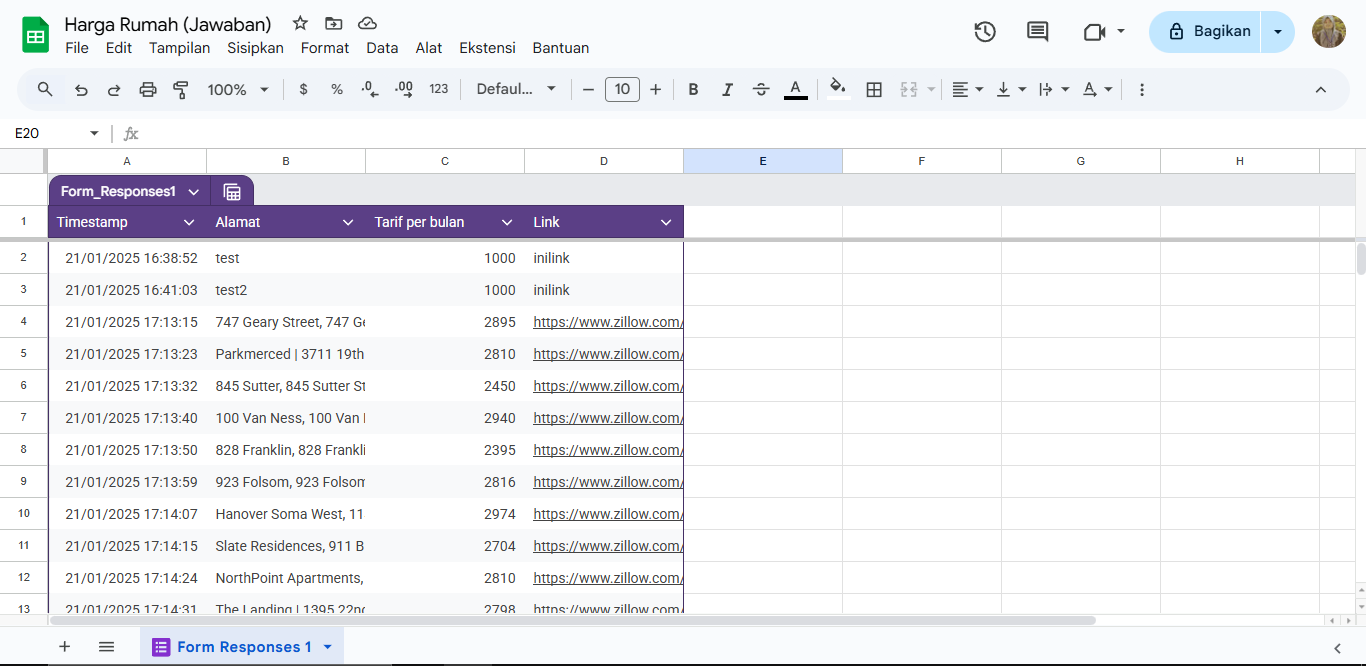 Harga Rumah (Jawaban)
File Edit Tampilan Sisipkan Format Data Alat Ekstensi Bantuan
Bagikan
100% $ % .0 .00 123 Defaul... 10 B I A
E20 fx
A B C D E F G H
Form_Responses1
1 Timestamp Alamat Tarif per bulan Link
2 21/01/2025 16:38:52 test 1000 inilink
3 21/01/2025 16:41:03 test2 1000 inilink
4 21/01/2025 17:13:15 747 Geary Street, 747 Ge 2895 https://www.zillow.com/
5 21/01/2025 17:13:23 Parkmerced | 3711 19th 2810 https://www.zillow.com/
6 21/01/2025 17:13:32 845 Sutter, 845 Sutter St 2450 https://www.zillow.com/
7 21/01/2025 17:13:40 100 Van Ness, 100 Van 2940 https://www.zillow.com/
8 21/01/2025 17:13:50 828 Franklin, 828 Frankli 2395 https://www.zillow.com/
9 21/01/2025 17:13:59 923 Folsom, 923 Folsom 2816 https://www.zillow.com/
10 21/01/2025 17:14:07 Hanover Soma West, 11 2974 https://www.zillow.com/
11 21/01/2025 17:14:15 Slate Residences, 911 B 2704 https://www.zillow.com/
12 21/01/2025 17:14:24 NorthPoint Apartments, 2810 https://www.zillow.com/
13 21/01/2025 17:14:31 The Landing | 1395 22nd 2798 https://www.zillow.com/
Form Responses 1